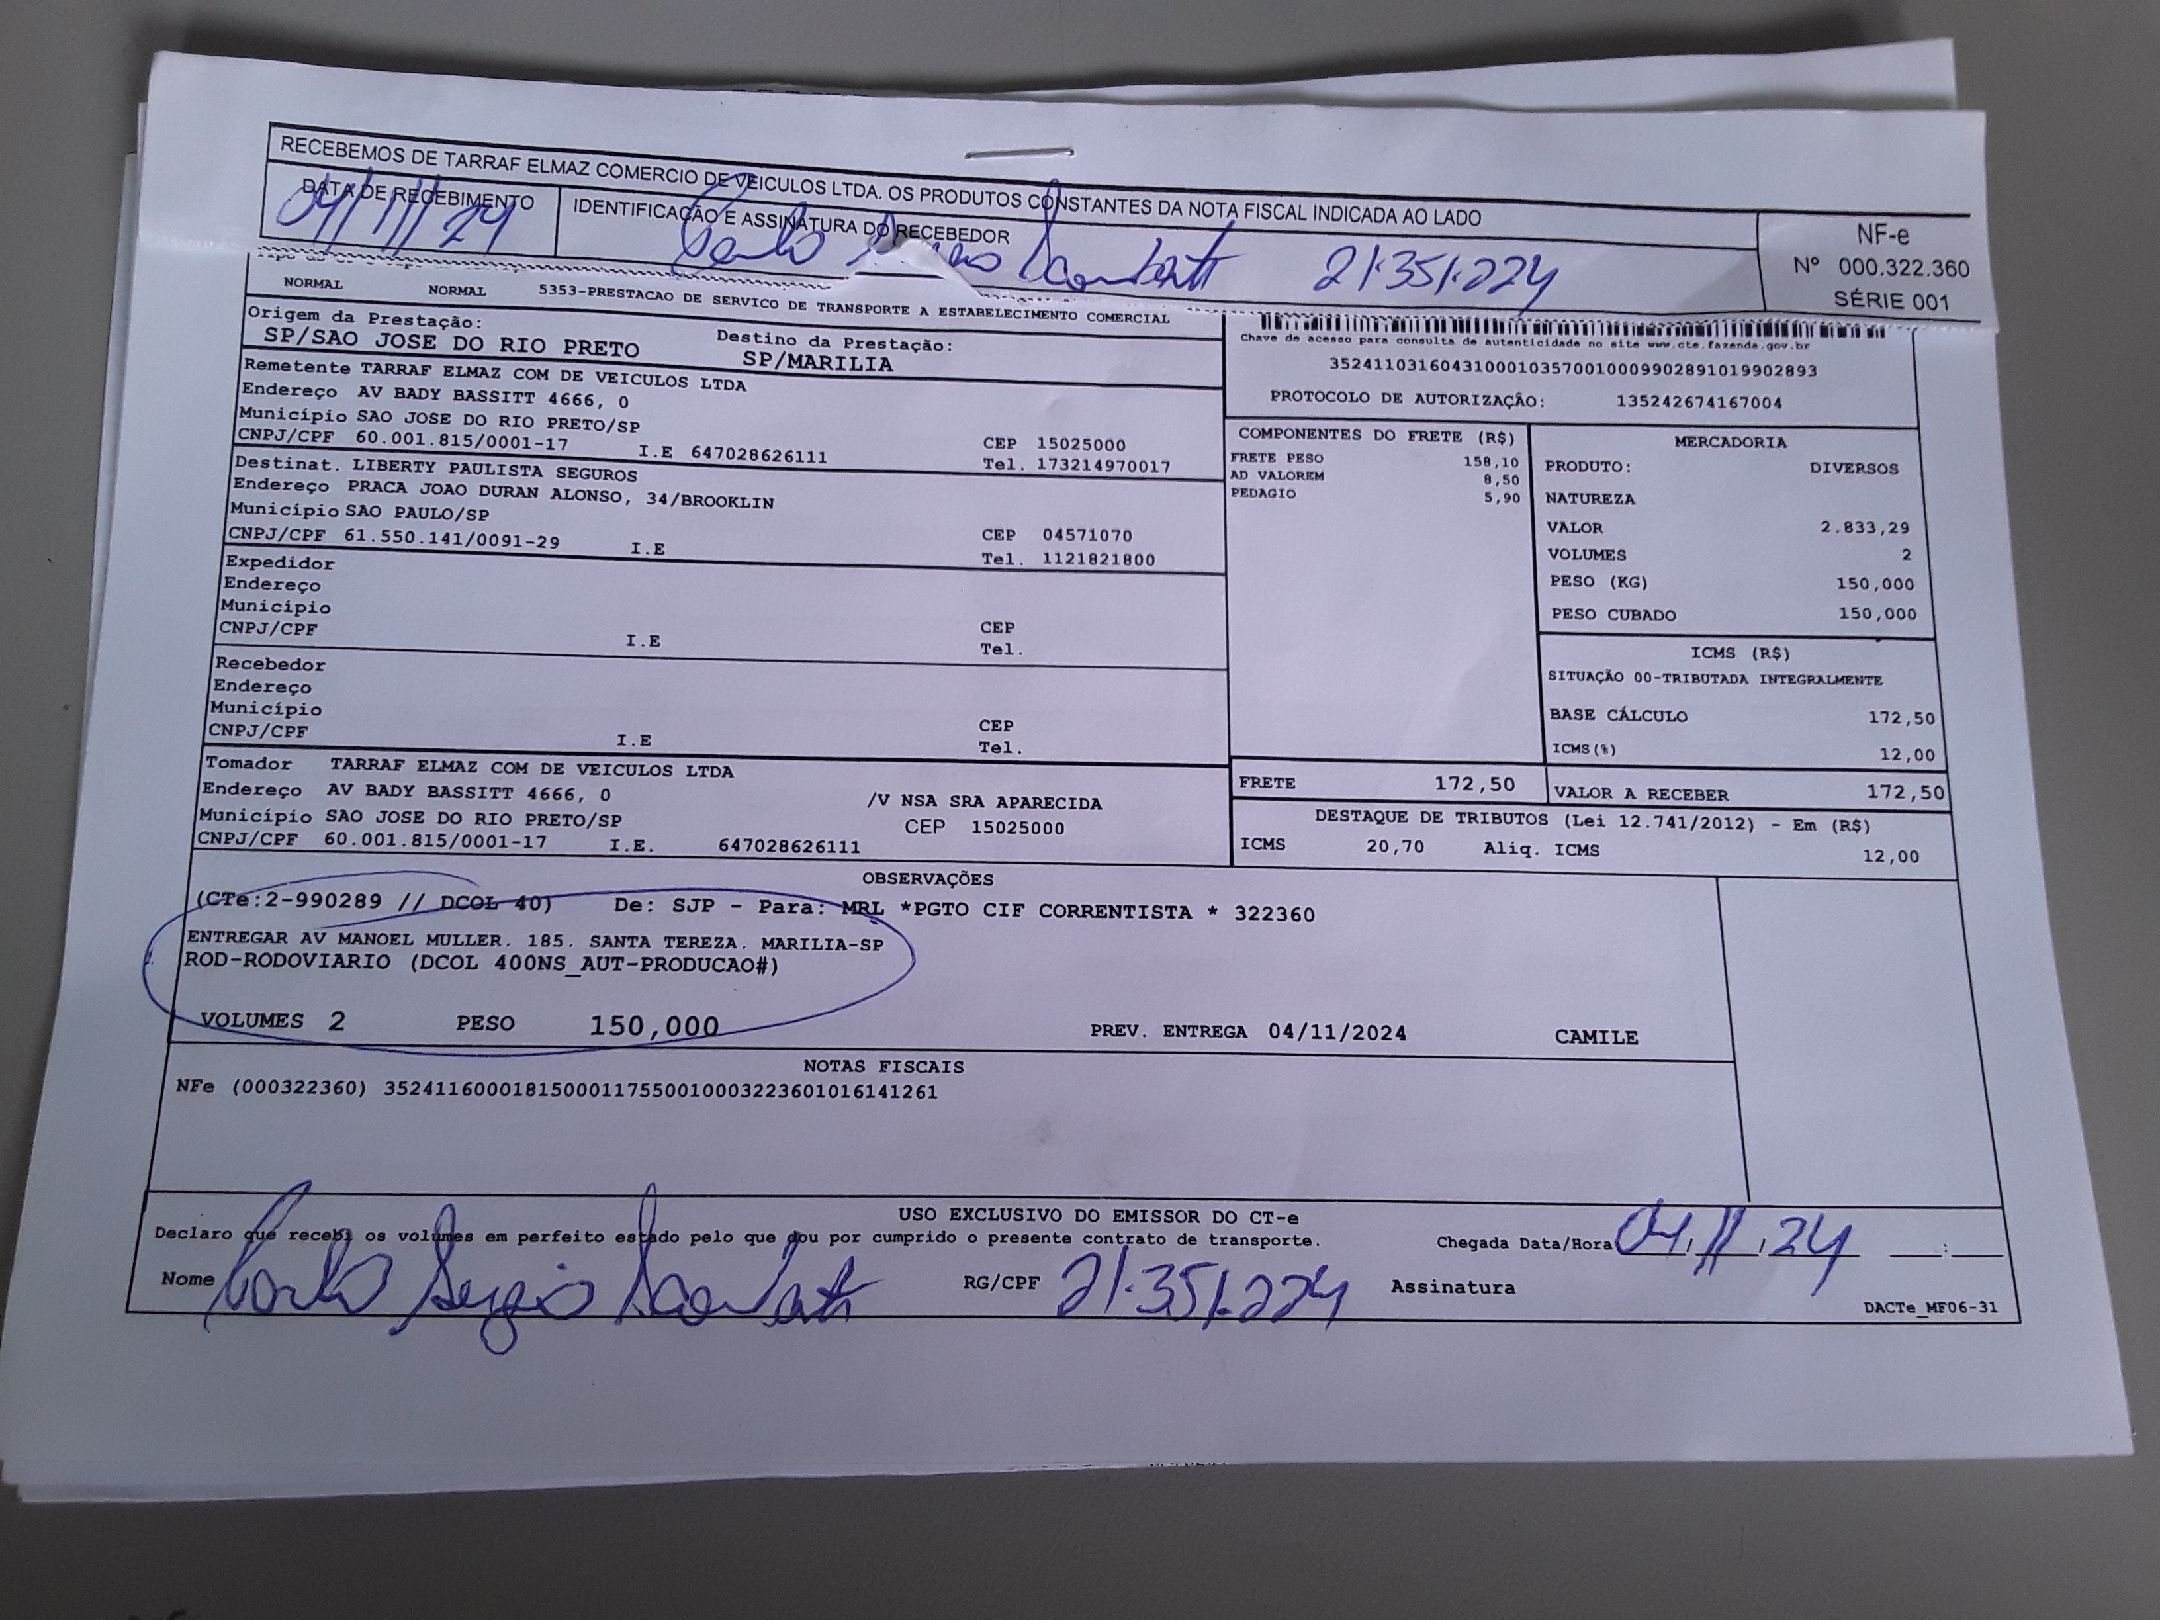 RECEBEMOS DE TARRAF ELMAZ COMERCIO DE VEICULOS LTDA. OS PRODUTOS CONSTANTES DA NOTA FISCAL INDICADA AO LADO
DATA DE RECEBIMENTO
04/11/24
IDENTIFICAÇÃO E ASSINATURA DO RECEBEDOR
21.351.224
NF-e
Nº 000.322.360
SÉRIE 001
NORMAL NORMAL 5353-PRESTACAO DE SERVICO DE TRANSPORTE A ESTABELECIMENTO COMERCIAL
Origem da Prestação: Destino da Prestação:
SP/SAO JOSE DO RIO PRETO SP/MARILIA
Remetente TARRAF ELMAZ COM DE VEICULOS LTDA
Endereço AV BADY BASSITT 4666, 0
Município SAO JOSE DO RIO PRETO/SP CEP 15025000
CNPJ/CPF 60.001.815/0001-17 I.E 647028626111 Tel. 173214970017
Destinat. LIBERTY PAULISTA SEGUROS
Endereço PRACA JOAO DURAN ALONSO, 34/BROOKLIN
Município SAO PAULO/SP CEP 04571070
CNPJ/CPF 61.550.141/0091-29 I.E Tel. 1121821800
Expedidor
Endereço
Município CEP
CNPJ/CPF I.E Tel.
Recebedor
Endereço
Município CEP
CNPJ/CPF I.E Tel.
Tomador TARRAF ELMAZ COM DE VEICULOS LTDA
Endereço AV BADY BASSITT 4666, 0 /V NSA SRA APARECIDA
Município SAO JOSE DO RIO PRETO/SP CEP 15025000
CNPJ/CPF 60.001.815/0001-17 I.E. 647028626111
Chave de acesso para consulta de autenticidade no site www.cte.fazenda.gov.br
35241103160431000103570010009902891019902893
PROTOCOLO DE AUTORIZAÇÃO: 135242674167004
COMPONENTES DO FRETE (R$)
FRETE PESO 158,10
AD VALOREM 8,50
PEDAGIO 5,90
MERCADORIA
PRODUTO: DIVERSOS
NATUREZA
VALOR 2.833,29
VOLUMES 2
PESO (KG) 150,000
PESO CUBADO 150,000
ICMS (R$)
SITUAÇÃO 00-TRIBUTADA INTEGRALMENTE
BASE CÁLCULO 172,50
ICMS(%) 12,00
FRETE 172,50 VALOR A RECEBER 172,50
DESTAQUE DE TRIBUTOS (Lei 12.741/2012) - Em (R$)
ICMS 20,70 Aliq. ICMS 12,00
OBSERVAÇÕES
(CTe:2-990289 // DCOL 40) De: SJP - Para: MRL *PGTO CIF CORRENTISTA * 322360
ENTREGAR AV MANOEL MULLER. 185. SANTA TEREZA. MARILIA-SP
ROD-RODOVIARIO (DCOL 400NS_AUT-PRODUCAO#)
VOLUMES 2 PESO 150,000 PREV. ENTREGA 04/11/2024 CAMILE
NOTAS FISCAIS
NFe (000322360) 35241160001815000117550010003223601016141261
USO EXCLUSIVO DO EMISSOR DO CT-e
Declaro que recebi os volumes em perfeito estado pelo que dou por cumprido o presente contrato de transporte. Chegada Data/Hora 04.11.24 :
Nome Sergio RG/CPF 21.351.224 Assinatura
DACTe_MF06-31